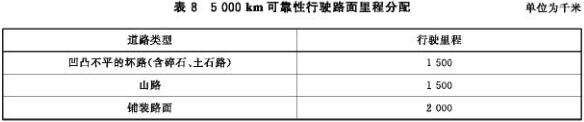 表 8　5 000 km 可靠性行驶路面里程分配　单位为千米
道路类型　行驶里程
凹凸不平的坏路(含碎石、土石路)　1 500
山路　1 500
铺装路面　2 000